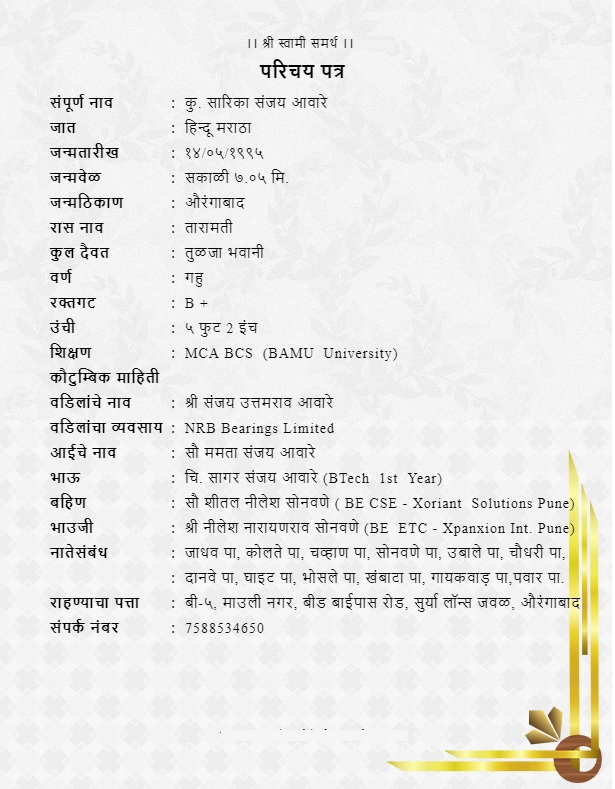 ।। श्री स्वामी समर्थ ।।
परिचय पत्र
संपूर्ण नाव : कु. सारिका संजय आवारे
जात : हिन्दू मराठा
जन्मतारीख : १४/०५/१९९५
जन्मवेळ : सकाळी ७.०५ मि.
जन्मठिकाण : औरंगाबाद
रास नाव : तारामती
कुल दैवत : तुळजा भवानी
वर्ण : गहु
रक्तगट : B +
उंची : ५ फुट 2 इंच
शिक्षण : MCA BCS (BAMU University)
कौटुम्बिक माहिती
वडिलांचे नाव : श्री संजय उत्तमराव आवारे
वडिलांचा व्यवसाय : NRB Bearings Limited
आईचे नाव : सौ ममता संजय आवारे
भाऊ : चि. सागर संजय आवारे (BTech 1st Year)
बहिण : सौ शीतल नीलेश सोनवणे ( BE CSE - Xoriant Solutions Pune)
भाउजी : श्री नीलेश नारायणराव सोनवणे (BE ETC - Xpanxion Int. Pune)
नातेसंबंध : जाधव पा, कोलते पा, चव्हाण पा, सोनवणे पा, उबाले पा, चौधरी पा,
: दानवे पा, घाइट पा, भोसले पा, खंबाटा पा, गायकवाड़ पा,पवार पा.
राहण्याचा पत्ता : बी-५, माउली नगर, बीड बाईपास रोड, सुर्या लॉन्स जवळ, औरंगाबाद
संपर्क नंबर : 7588534650